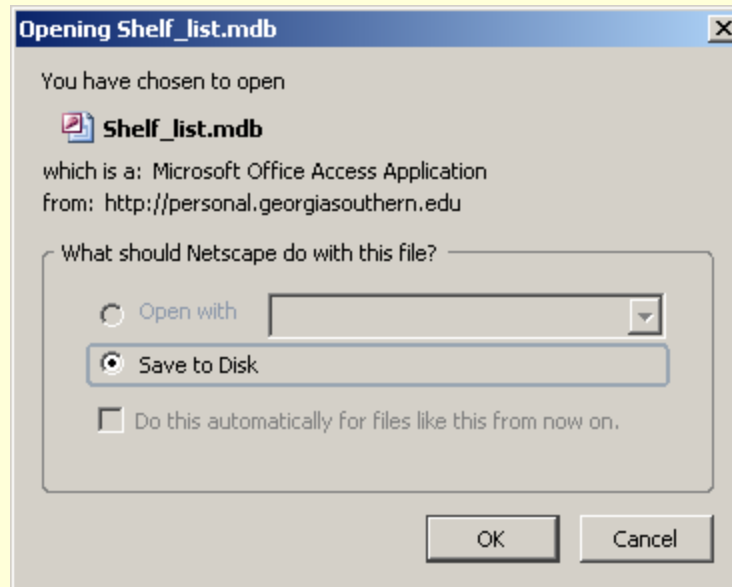 Opening Shelf_list.mdb
You have chosen to open
Shelf_list.mdb
which is a: Microsoft Office Access Application
from: http://personal.georgiasouthern.edu
What should Netscape do with this file?
Open with
Save to Disk
Do this automatically for files like this from now on.
OK Cancel